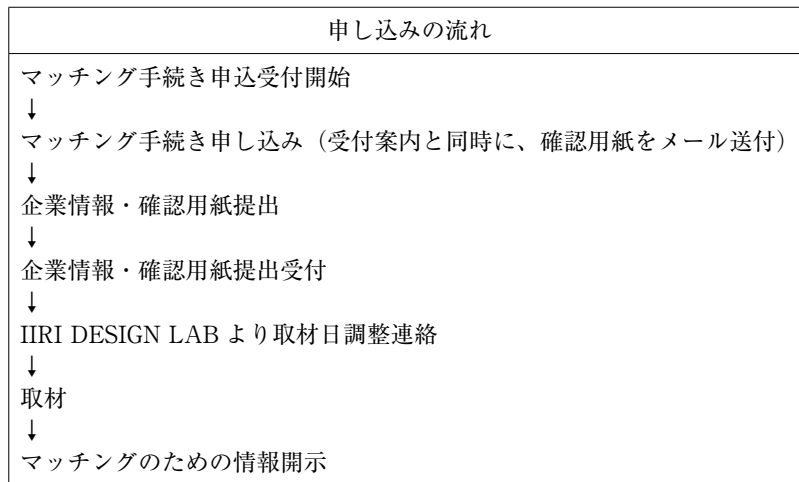 申し込みの流れ
マッチング手続き申込受付開始
↓
マッチング手続き申し込み（受付案内と同時に、確認用紙をメール送付）
↓
企業情報・確認用紙提出
↓
企業情報・確認用紙提出受付
↓
IIRI DESIGN LAB より取材日調整連絡
↓
取材
↓
マッチングのための情報開示